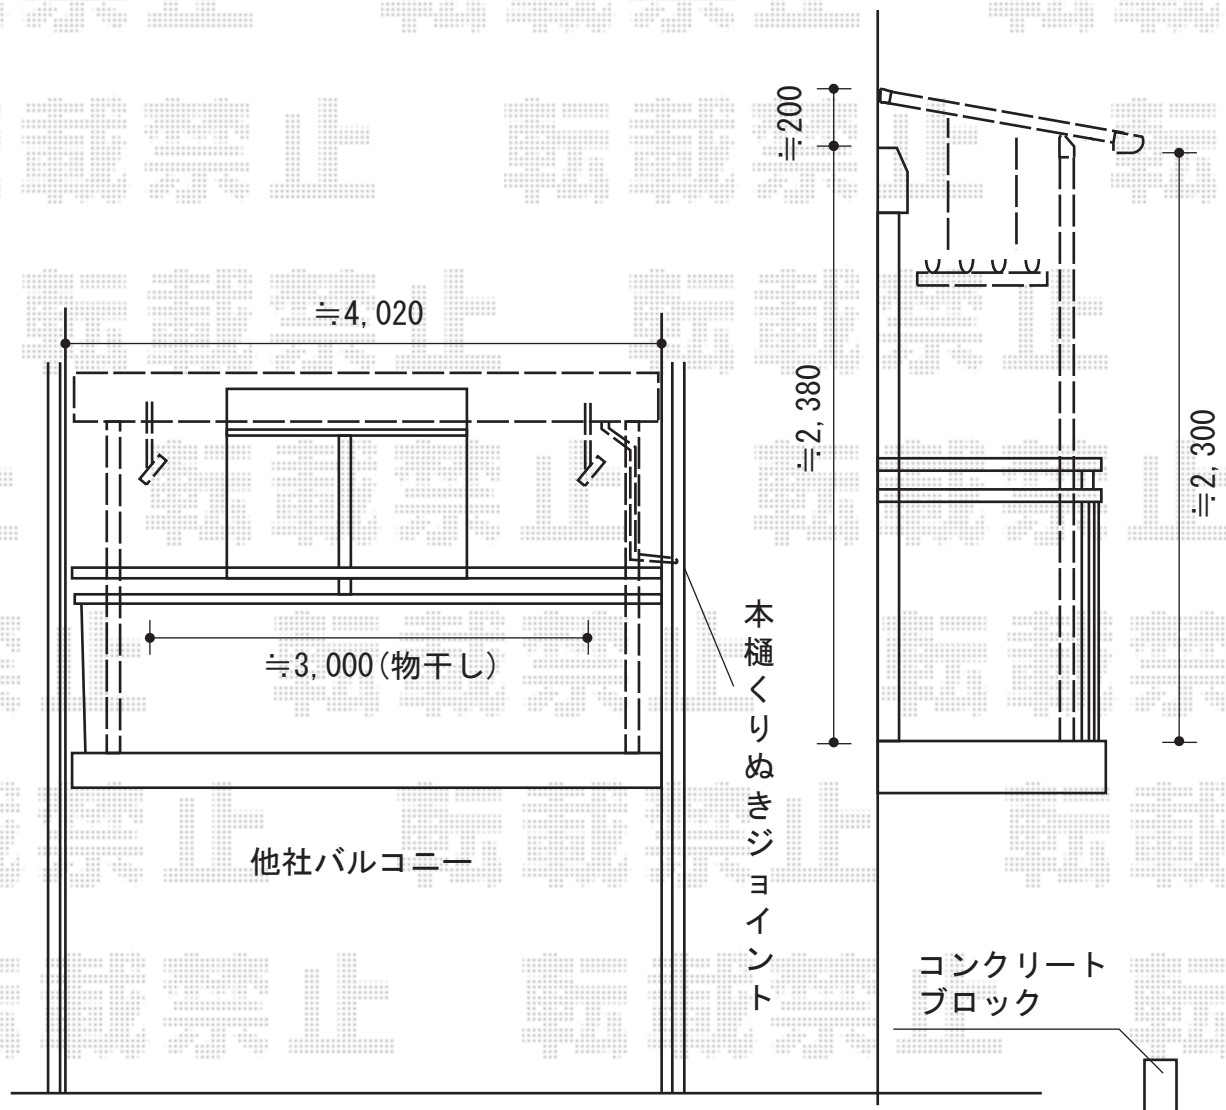 ≒200
≒4,020
≒2,380
≒2,300
≒3,000(物干し)
本樋くりぬきジョイント
他社バルコニー
コンクリート
ブロック
転載禁止